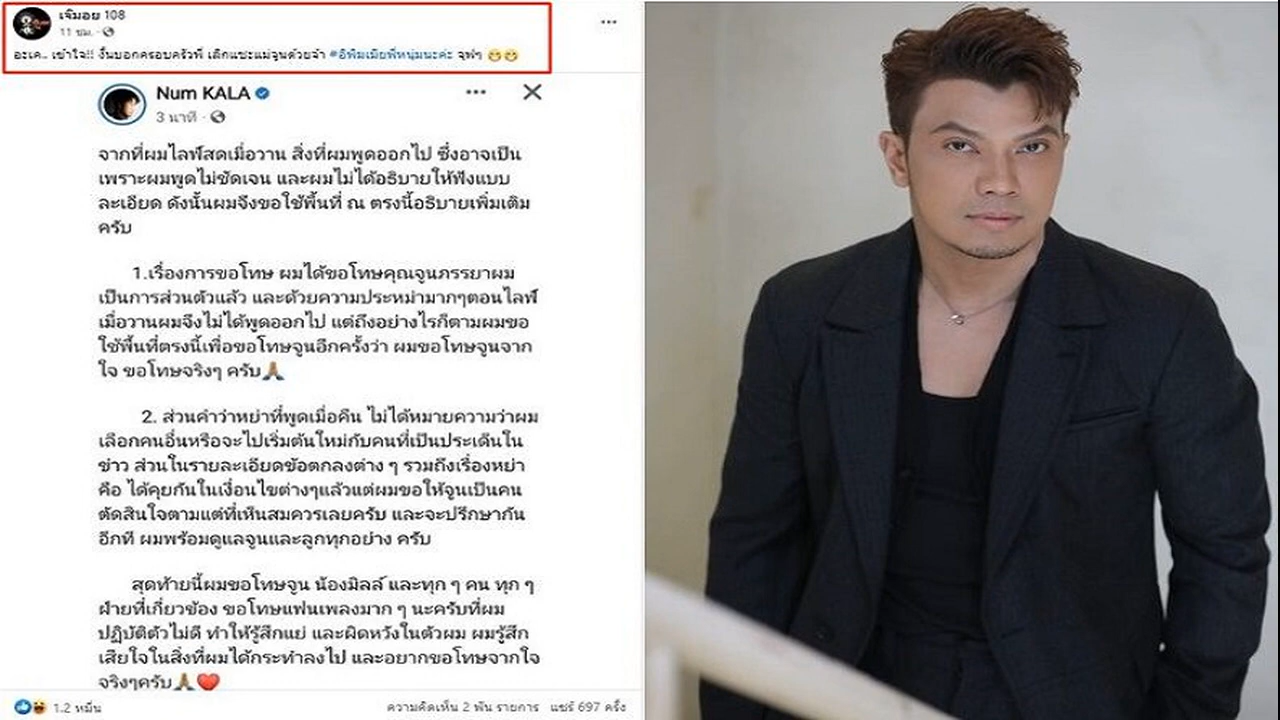 เจ๊มอย 108
11 ชม.
อะเค.. เข้าใจ!! งั้นบอกครอบครัวพี่ เลิกแซะแม่จูนด้วยจ้า #อิพิมเมียพี่หนุ่มนะค่ะ จุฟๆ
Num KALA
3 นาที
จากที่ผมไลฟ์สดเมื่อวาน สิ่งที่ผมพูดออกไป ซึ่งอาจเป็น
เพราะผมพูดไม่ชัดเจน และผมไม่ได้อธิบายให้ฟังแบบ
ละเอียด ดังนั้นผมจึงขอใช้พื้นที่ ณ ตรงนี้อธิบายเพิ่มเติม
ครับ
1.เรื่องการขอโทษ ผมได้ขอโทษคุณจูนภรรยาผม
เป็นการส่วนตัวแล้ว และด้วยความประหม่ามากๆตอนไลฟ์
เมื่อวานผมจึงไม่ได้พูดออกไป แต่ถึงอย่างไรก็ตามผมขอ
ใช้พื้นที่ตรงนี้เพื่อขอโทษจูนอีกครั้งว่า ผมขอโทษจูนจาก
ใจ ขอโทษจริงๆ ครับ🙏🏽
2. ส่วนคำว่าหย่าที่พูดเมื่อคืน ไม่ได้หมายความว่าผม
เลือกคนอื่นหรือจะไปเริ่มต้นใหม่กับคนที่เป็นประเด็นใน
ข่าว ส่วนในรายละเอียดข้อตกลงต่าง ๆ รวมถึงเรื่องหย่า
คือ ได้คุยกันในเงื่อนไขต่างๆแล้วแต่ผมขอให้จูนเป็นคน
ตัดสินใจตามแต่ที่เห็นสมควรเลยครับ และจะปรึกษากัน
อีกที ผมพร้อมดูแลจูนและลูกทุกอย่าง ครับ
สุดท้ายนี้ผมขอโทษจูน น้องมิลล์ และทุก ๆ คน ทุก ๆ
ฝ่ายที่เกี่ยวข้อง ขอโทษแฟนเพลงมาก ๆ นะครับที่ผม
ปฏิบัติตัวไม่ดี ทำให้รู้สึกแย่ และผิดหวังในตัวผม ผมรู้สึก
เสียใจในสิ่งที่ผมได้กระทำลงไป และอยากขอโทษจากใจ
จริงๆครับ🙏🏽❤️
1.2 หมื่น ความคิดเห็น 2 พัน รายการ แชร์ 697 ครั้ง